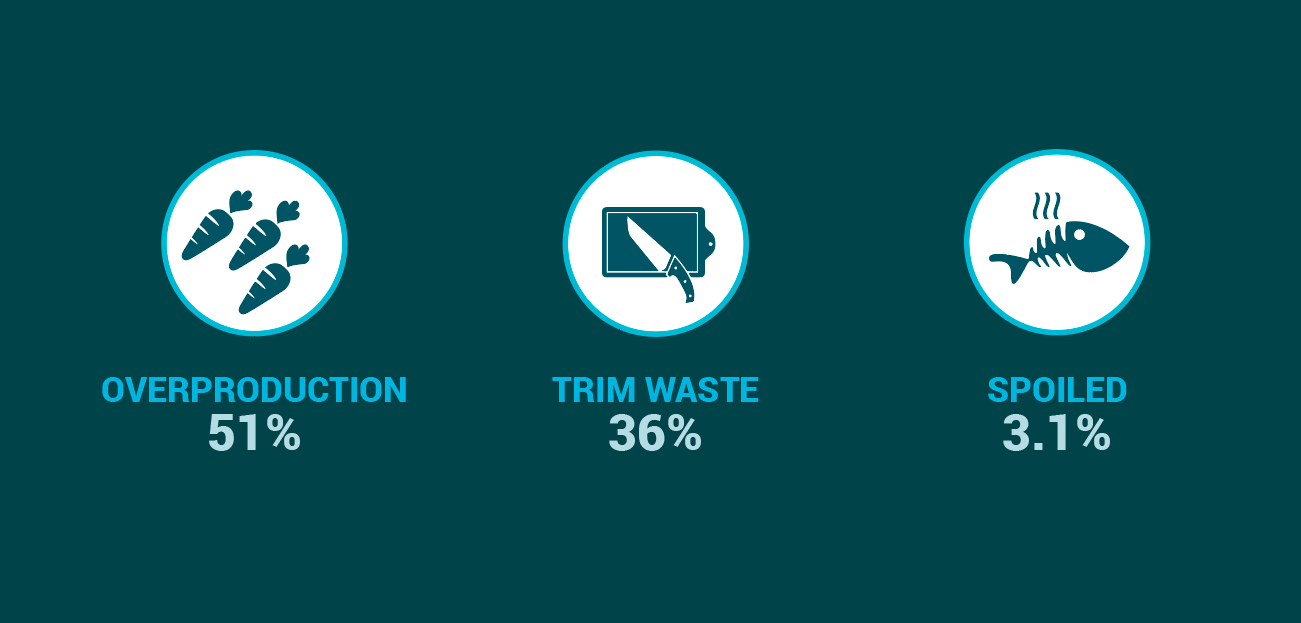 OVERPRODUCTION
51%
TRIM WASTE
36%
SPOILED
3.1%